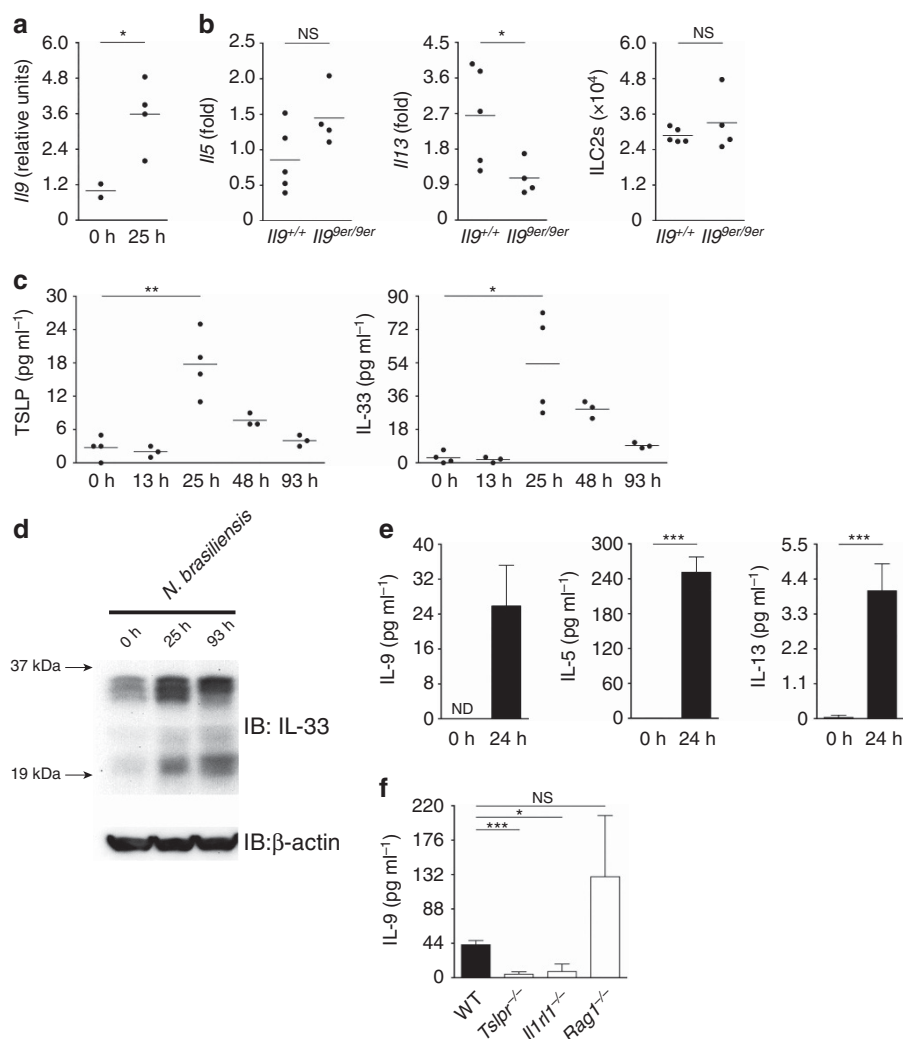 a
*
Il9 (relative units)
6.0
4.8
3.6
2.4
1.2
0
0 h 25 h
b
NS
Il5 (fold)
2.5
2.0
1.5
1.0
0.5
0
Il9+/+ Il99er/9er
*
Il13 (fold)
4.5
3.6
2.7
1.8
0.9
0
Il9+/+ Il99er/9er
NS
ILC2s (×10⁴)
6.0
4.8
3.6
2.4
1.2
0
Il9+/+ Il99er/9er
c
**
TSLP (pg ml⁻¹)
30
24
18
12
6
0
0 h 13 h 25 h 48 h 93 h
*
IL-33 (pg ml⁻¹)
90
72
54
36
18
0
0 h 13 h 25 h 48 h 93 h
d
N. brasiliensis
0 h 25 h 93 h
37 kDa
IB: IL-33
19 kDa
IB:β-actin
e
IL-9 (pg ml⁻¹)
40
32
24
16
8
0
ND
0 h 24 h
***
IL-5 (pg ml⁻¹)
300
240
180
120
60
0
0 h 24 h
***
IL-13 (pg ml⁻¹)
5.5
4.4
3.3
2.2
1.1
0
0 h 24 h
f
NS
*
***
IL-9 (pg ml⁻¹)
220
176
132
88
44
0
WT
Tslpr−/−
Il1rl1−/−
Rag1−/−